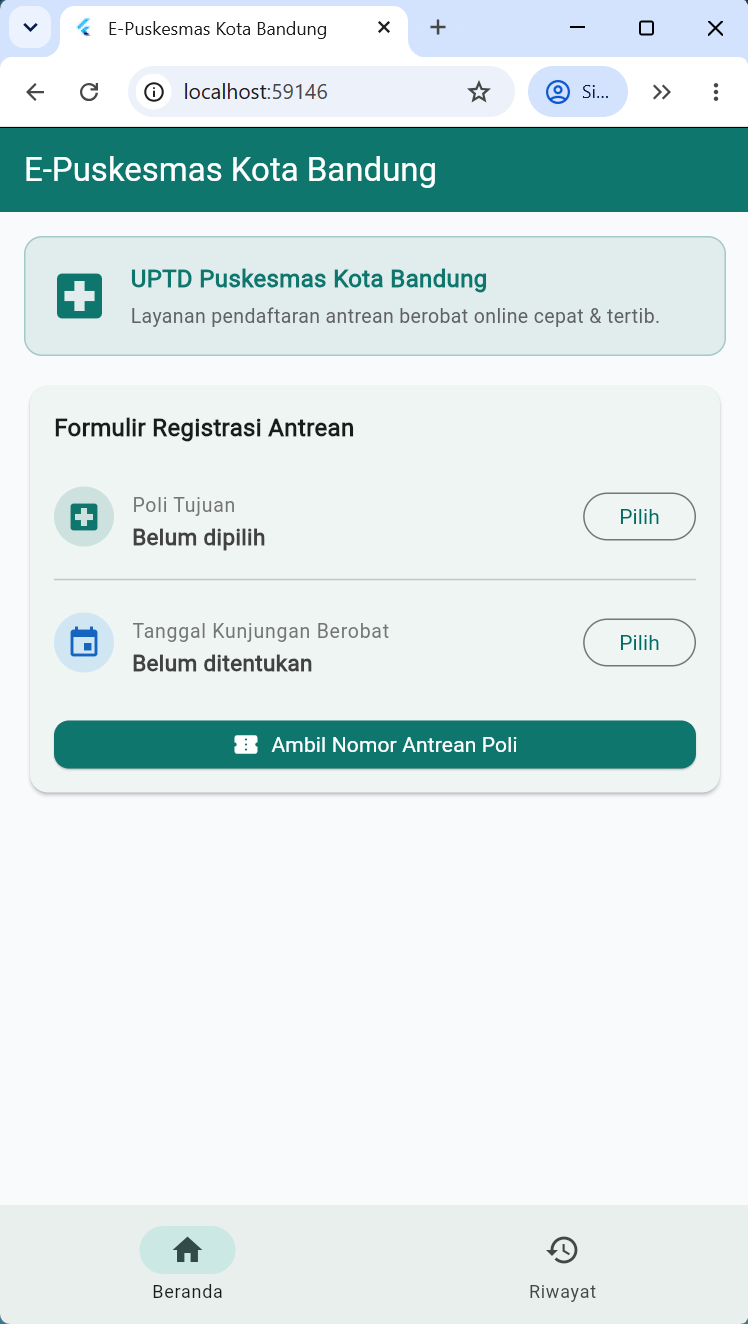 E-Puskesmas Kota Bandung
localhost:59146
Si...
E-Puskesmas Kota Bandung
UPTD Puskesmas Kota Bandung
Layanan pendaftaran antrean berobat online cepat & tertib.
Formulir Registrasi Antrean
Poli Tujuan
Belum dipilih
Pilih
Tanggal Kunjungan Berobat
Belum ditentukan
Pilih
Ambil Nomor Antrean Poli
Beranda
Riwayat